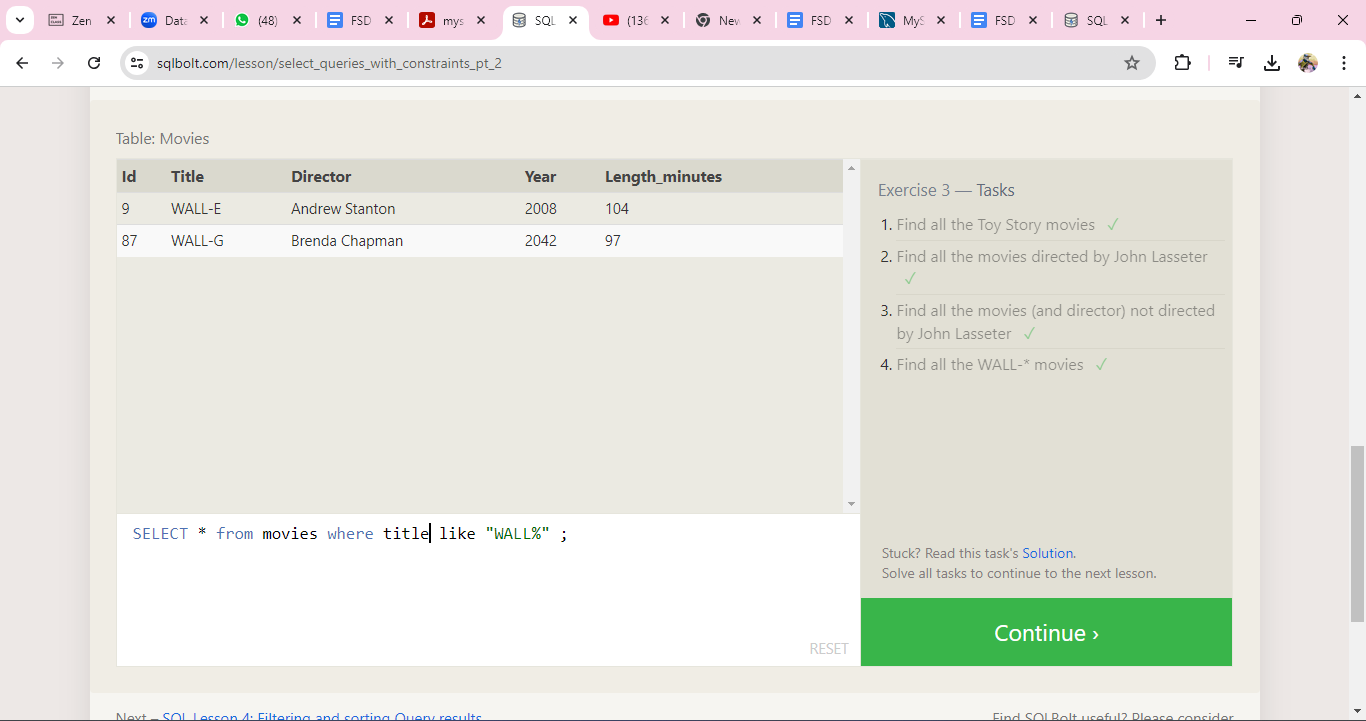 Zen
Data
(48)
FSD
mys
SQL
(136
New
FSD
MyS
FSD
SQL
sqlbolt.com/lesson/select_queries_with_constraints_pt_2
Table: Movies
Id Title Director Year Length_minutes
9 WALL-E Andrew Stanton 2008 104
87 WALL-G Brenda Chapman 2042 97
SELECT * from movies where title like "WALL%" ;
RESET
Exercise 3 — Tasks
1. Find all the Toy Story movies ✓
2. Find all the movies directed by John Lasseter
✓
3. Find all the movies (and director) not directed
by John Lasseter ✓
4. Find all the WALL-* movies ✓
Stuck? Read this task's Solution.
Solve all tasks to continue to the next lesson.
Continue ›
Next – SQL Lesson 4: Filtering and sorting Query results
Find SQLBolt useful? Please consider